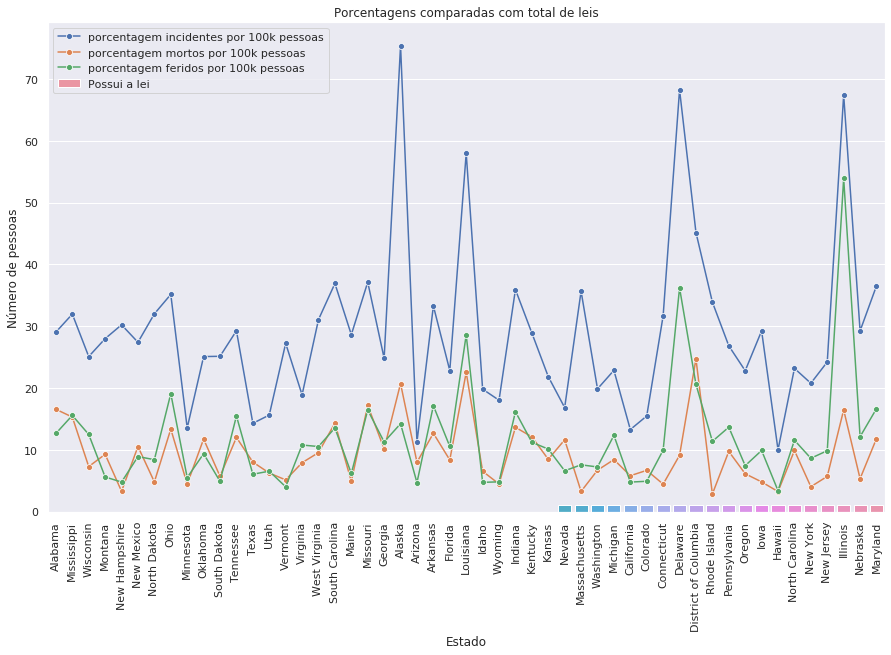 Porcentagens comparadas com total de leis
porcentagem incidentes por 100k pessoas
porcentagem mortos por 100k pessoas
porcentagem feridos por 100k pessoas
Possui a lei
Número de pessoas
70
60
50
40
30
20
10
0
Alabama
Mississippi
Wisconsin
Montana
New Hampshire
New Mexico
North Dakota
Ohio
Minnesota
Oklahoma
South Dakota
Tennessee
Texas
Utah
Vermont
Virginia
West Virginia
South Carolina
Maine
Missouri
Georgia
Alaska
Arizona
Arkansas
Florida
Louisiana
Idaho
Wyoming
Indiana
Kentucky
Kansas
Nevada
Massachusetts
Washington
Michigan
California
Colorado
Connecticut
Delaware
District of Columbia
Rhode Island
Pennsylvania
Oregon
Iowa
Hawaii
North Carolina
New York
New Jersey
Illinois
Nebraska
Maryland
Estado